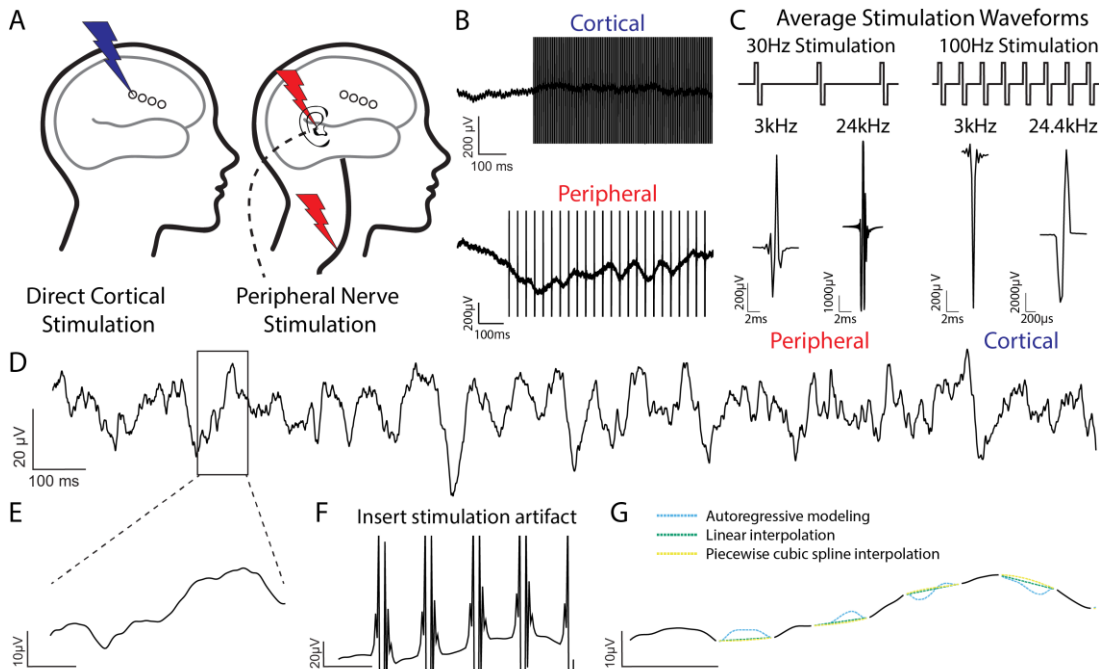 A
Direct Cortical
Stimulation
Peripheral Nerve
Stimulation
B
Cortical
200 μV
100 ms
Peripheral
200μV
100ms
C
Average Stimulation Waveforms
30Hz Stimulation
100Hz Stimulation
3kHz
24kHz
3kHz
24.4kHz
200μV
2ms
1000μV
2ms
200μV
2ms
2000μV
200μs
Peripheral
Cortical
D
20 μV
100 ms
E
10μV
F
Insert stimulation artifact
20μV
G
Autoregressive modeling
Linear interpolation
Piecewise cubic spline interpolation
10μV